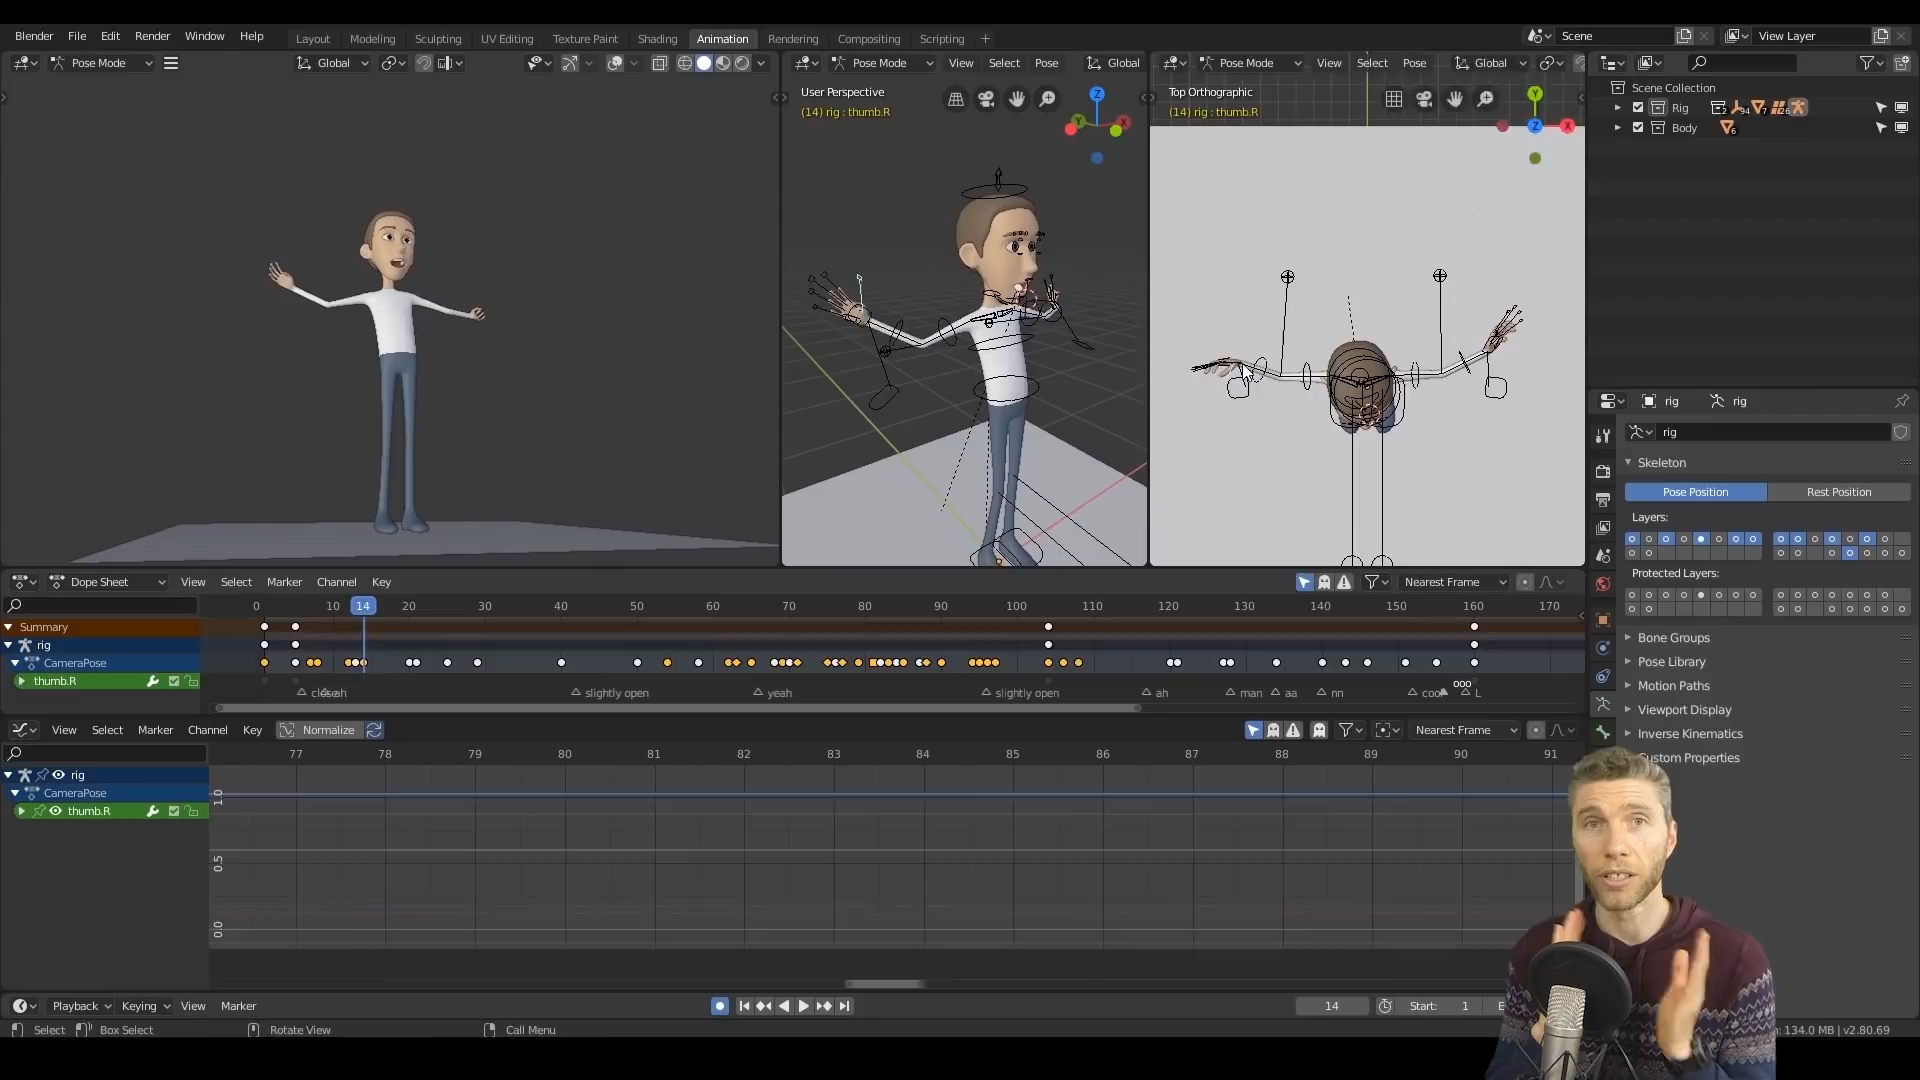 Blender File Edit Render Window Help Layout Modeling Sculpting UV Editing Texture Paint Shading Animation Rendering Compositing Scripting + Scene View Layer
Pose Mode Global Pose Mode View Select Pose Global Pose Mode View Select Pose Global
User Perspective
(14) rig : thumb.R
Top Orthographic
(14) rig : thumb.R
Z
Y
X
Y
Z
X
Scene Collection
Rig 2 94 7 26
Body 6
rig rig
rig
Skeleton
Pose Position Rest Position
Layers:
Protected Layers:
Bone Groups
Pose Library
Motion Paths
Viewport Display
Inverse Kinematics
Custom Properties
Dope Sheet View Select Marker Channel Key Nearest Frame
0 10 14 20 30 40 50 60 70 80 90 100 110 120 130 140 150 160 170
Summary
rig
CameraPose
thumb.R
slightly open yeah slightly open ah man aa nn L
View Select Marker Channel Key Normalize Nearest Frame
77 78 79 80 81 82 83 84 85 86 87 88 89 90 91
rig
CameraPose
thumb.R
1.0
0.5
0.0
Playback Keying View Marker 14 Start: 1
Select Box Select Rotate View Call Menu 134.0 MB | v2.80.69